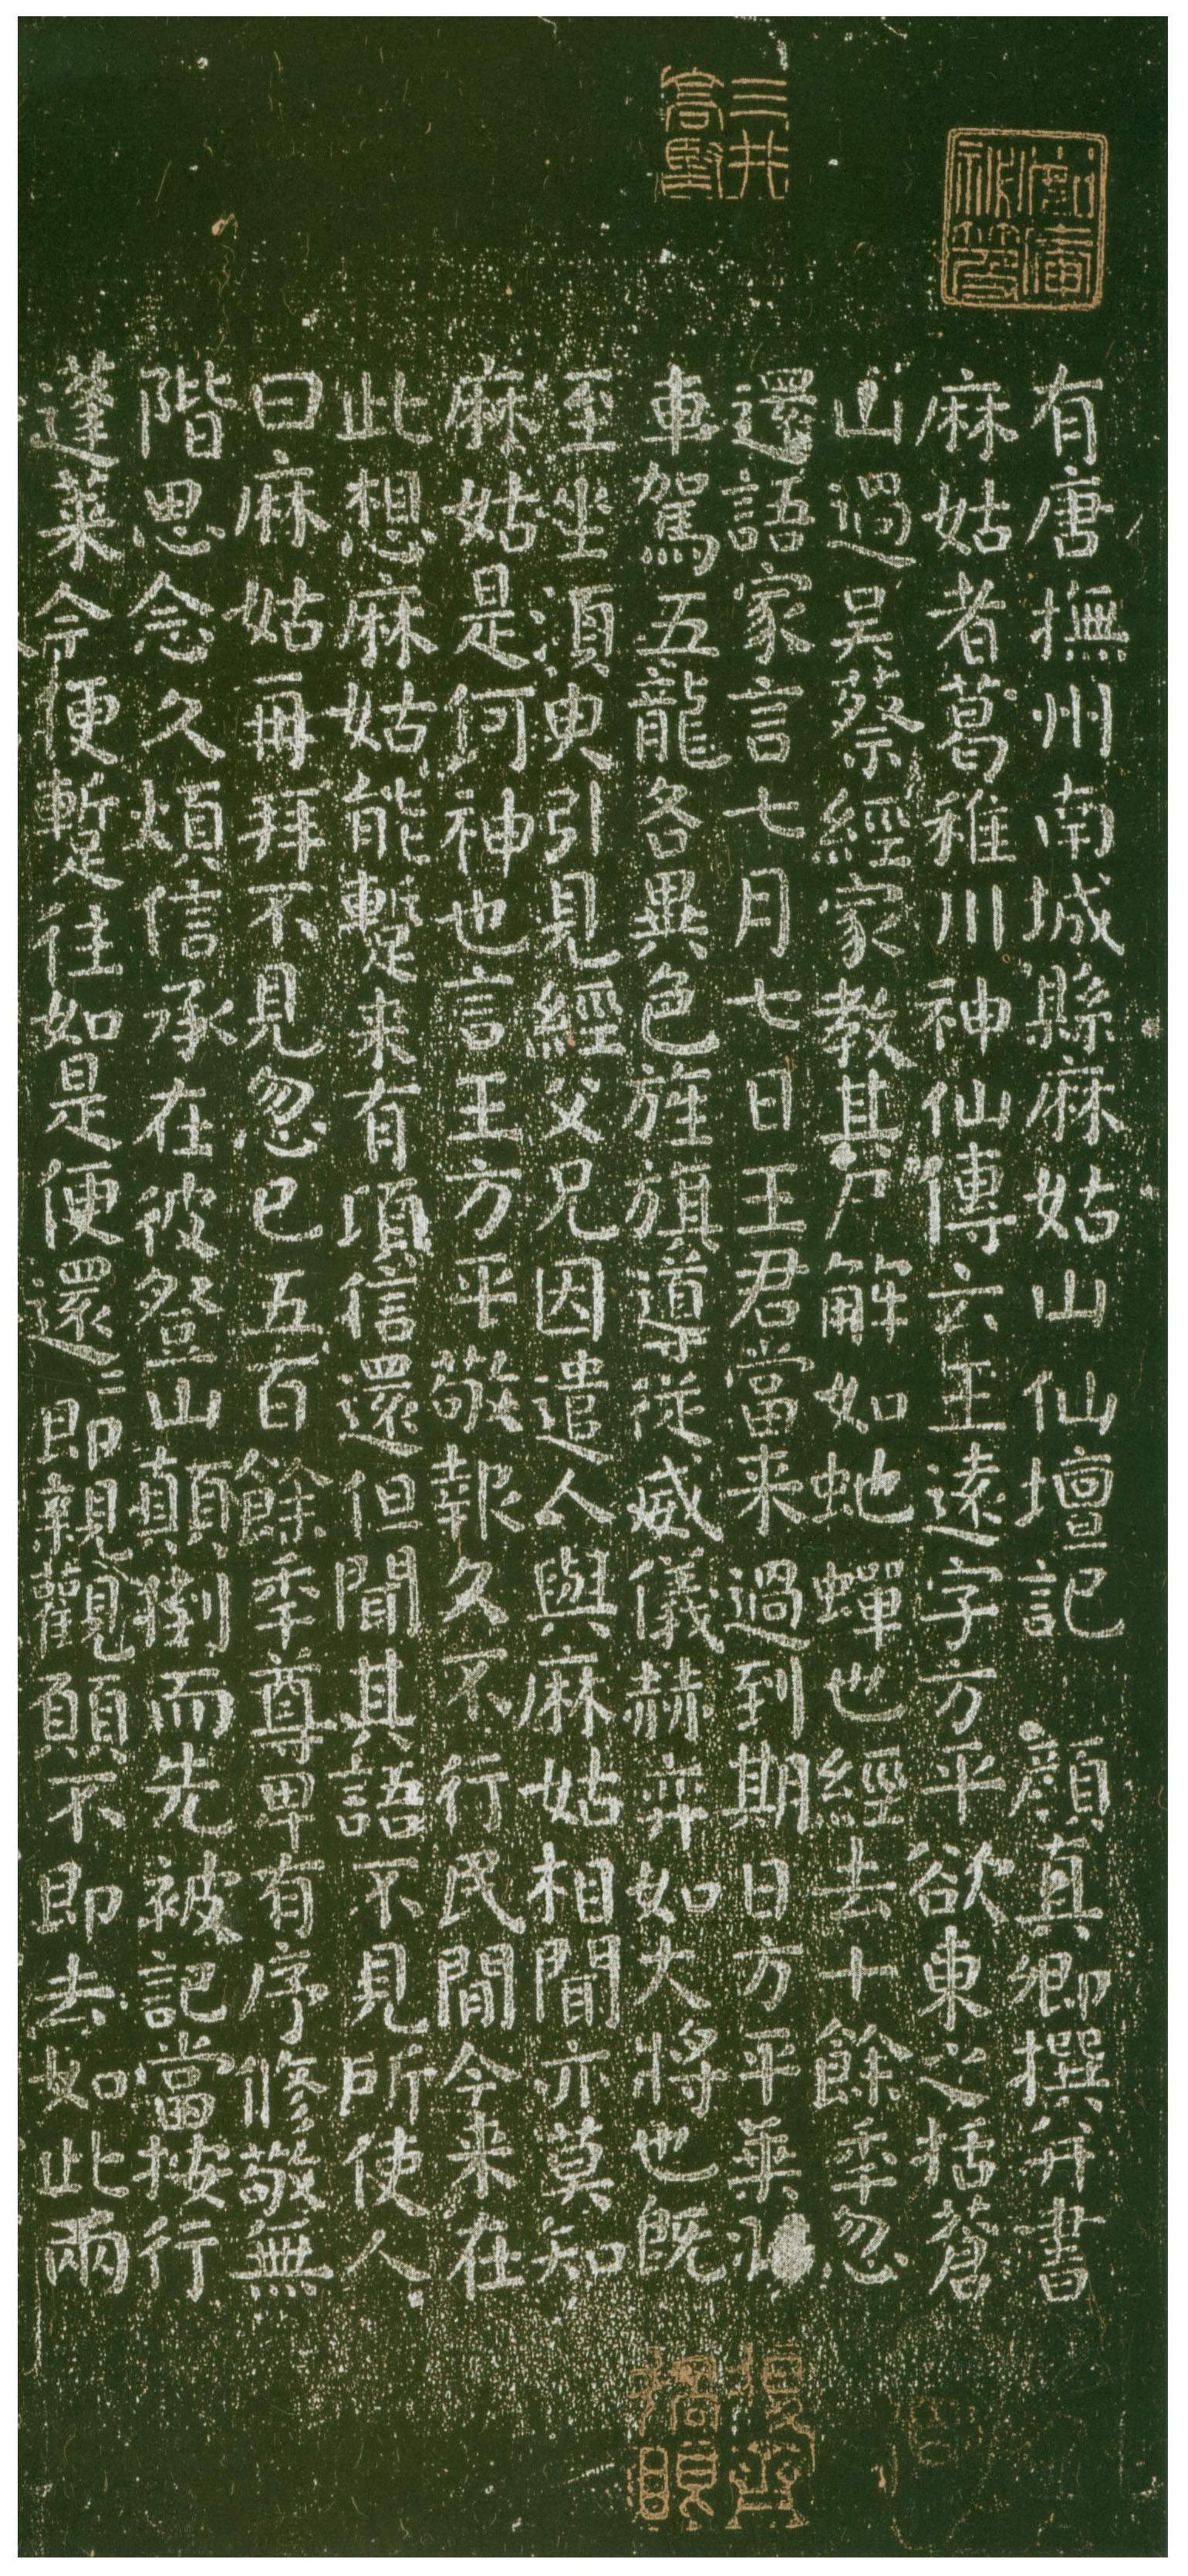 有唐撫州南城縣麻姑山仙壇記 顏真卿撰并書
麻姑者葛稚川神仙傳云王遠字方平欲東之括蒼
山過吴蔡經家教其尸解如虵蟬也經去十餘年忽
還語家言七月七日王君當来過到期日方平乗
車駕五龍各異色旌旗導従威儀赫弈如大將也既
至坐須臾引見經父兄因遣人與麻姑相聞亦莫知
麻姑是何神也言王方平敬報久不行民間今来在
此想麻姑能蹔来有頃信還但聞其語不見所使人
曰麻姑再拜不見忽已五百餘年尊卑有序修敬無
階思念久煩信承在彼登山顛倒而先被記當按行
蓬萊今便蹔往如是便還=即親觀願不即去如此兩
三井
高堅